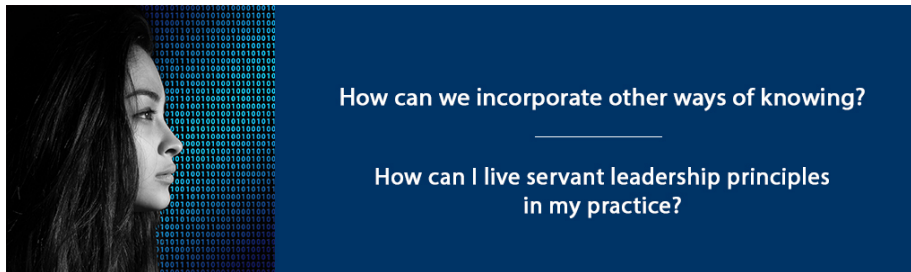 How can we incorporate other ways of knowing?
How can I live servant leadership principles
in my practice?